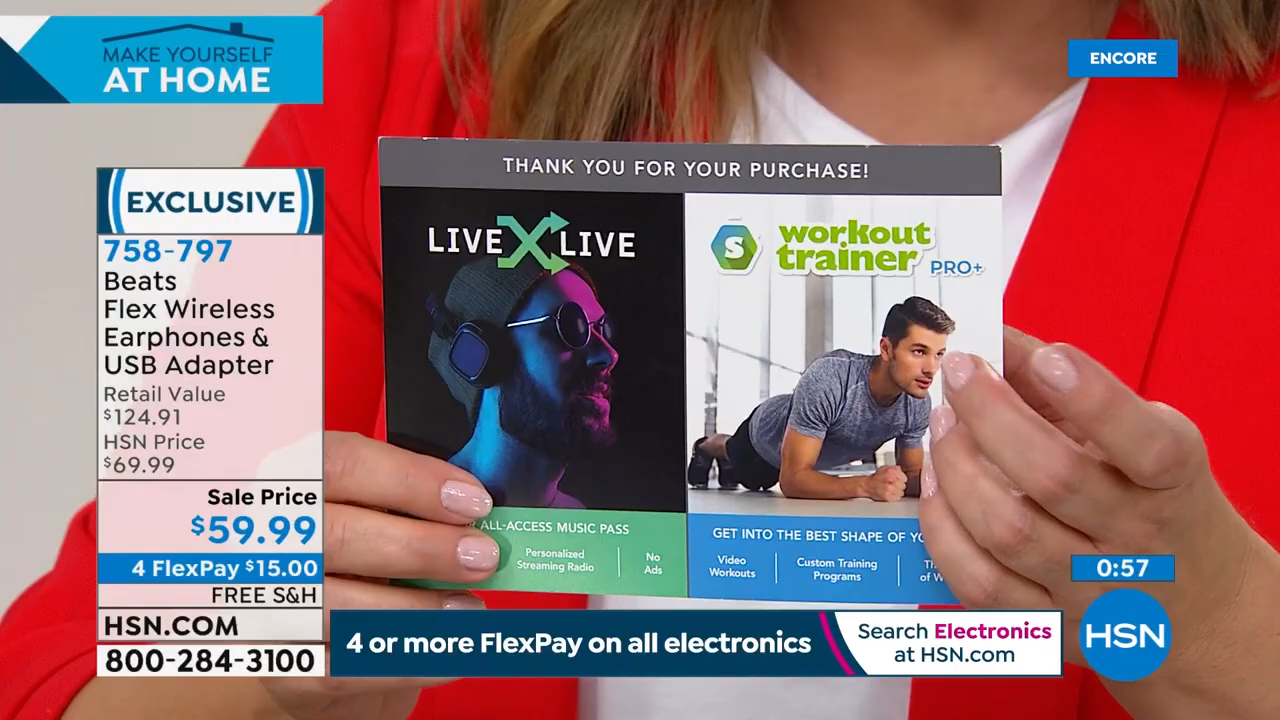 MAKE YOURSELF
AT HOME
ENCORE
EXCLUSIVE
758-797
Beats
Flex Wireless
Earphones &
USB Adapter
Retail Value
$124.91
HSN Price
$69.99
Sale Price
$59.99
4 FlexPay $15.00
FREE S&H
HSN.COM
800-284-3100
THANK YOU FOR YOUR PURCHASE!
LIVE X LIVE
ALL-ACCESS MUSIC PASS
Personalized
Streaming Radio
No
Ads
S
workout
trainer
PRO+
GET INTO THE BEST SHAPE OF
Video
Workouts
Custom Training
Programs
of
0:57
4 or more FlexPay on all electronics
Search Electronics
at HSN.com
HSN